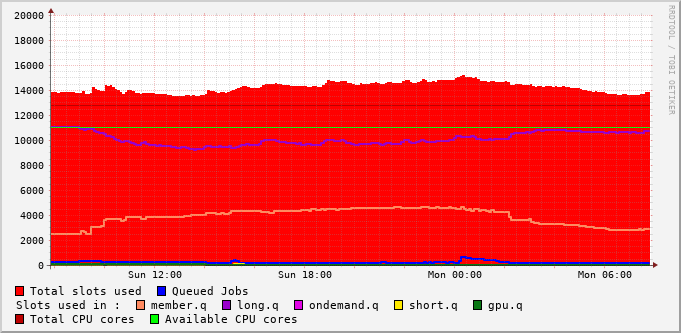 20000
18000
16000
14000
12000
10000
8000
6000
4000
2000
0
Sun 12:00 Sun 18:00 Mon 00:00 Mon 06:00
RRDTOOL / TOBI OETIKER
Total slots used Queued Jobs
Slots used in : member.q long.q ondemand.q short.q gpu.q
Total CPU cores Available CPU cores